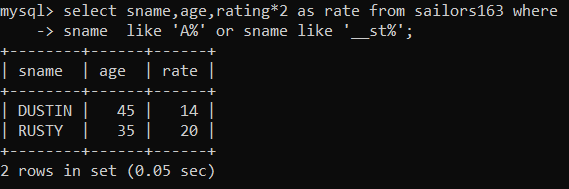 mysql> select sname,age,rating*2 as rate from sailors163 where
    -> sname  like 'A%' or sname like '__st%';
+--------+------+------+
| sname  | age  | rate |
+--------+------+------+
| DUSTIN |   45 |   14 |
| RUSTY  |   35 |   20 |
+--------+------+------+
2 rows in set (0.05 sec)